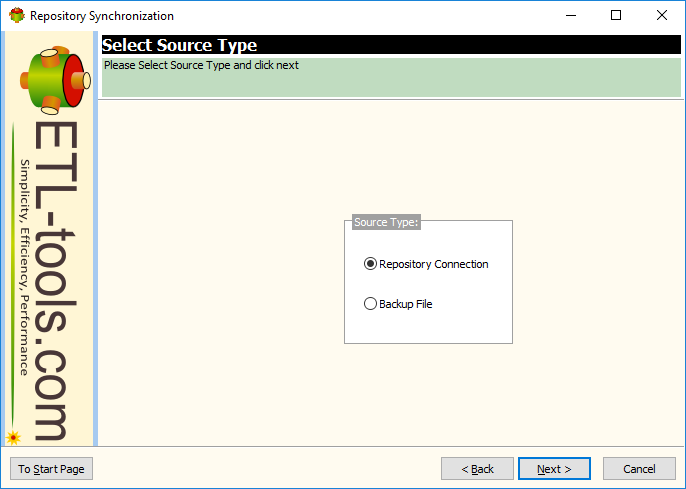 Repository Synchronization
Select Source Type
Please Select Source Type and click next
ETL-tools.com
Simplicity, Efficiency, Performance
Source Type:
Repository Connection
Backup File
To Start Page
< Back
Next >
Cancel